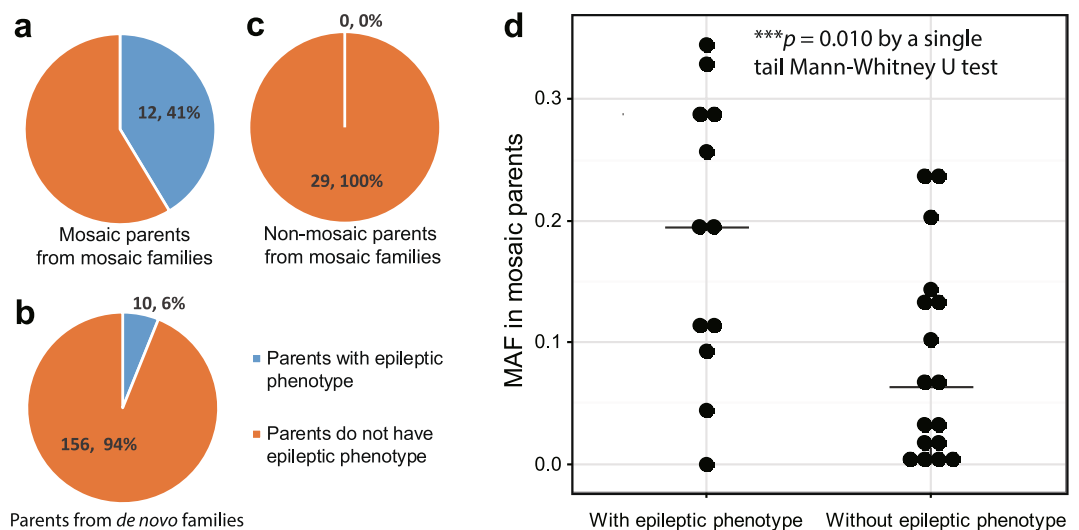 a
12, 41%
Mosaic parents
from mosaic families
c
0, 0%
29, 100%
Non-mosaic parents
from mosaic families
b
10, 6%
156, 94%
Parents from de novo families
Parents with epileptic
phenotype
Parents do not have
epileptic phenotype
d
***p = 0.010 by a single
tail Mann-Whitney U test
MAF in mosaic parents
0.3
0.2
0.1
0.0
With epileptic phenotype
Without epileptic phenotype